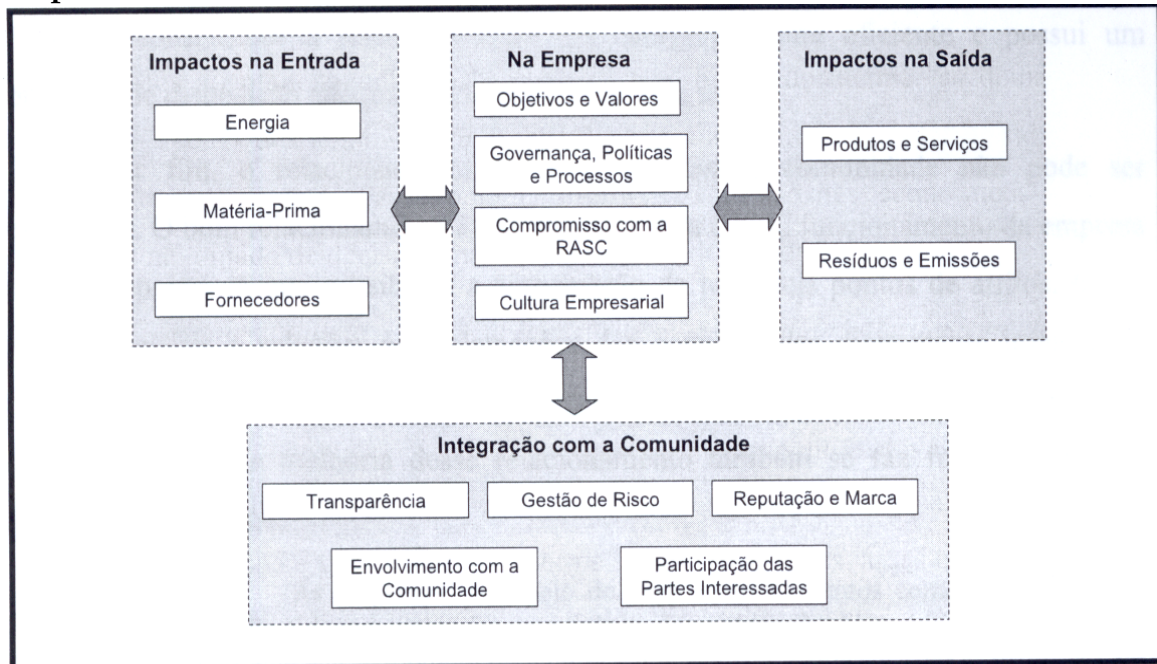 Impactos na Entrada
Energia
Matéria-Prima
Fornecedores
Na Empresa
Objetivos e Valores
Governança, Políticas
e Processos
Compromisso com a
RASC
Cultura Empresarial
Impactos na Saída
Produtos e Serviços
Resíduos e Emissões
Integração com a Comunidade
Transparência
Gestão de Risco
Reputação e Marca
Envolvimento com a
Comunidade
Participação das
Partes Interessadas